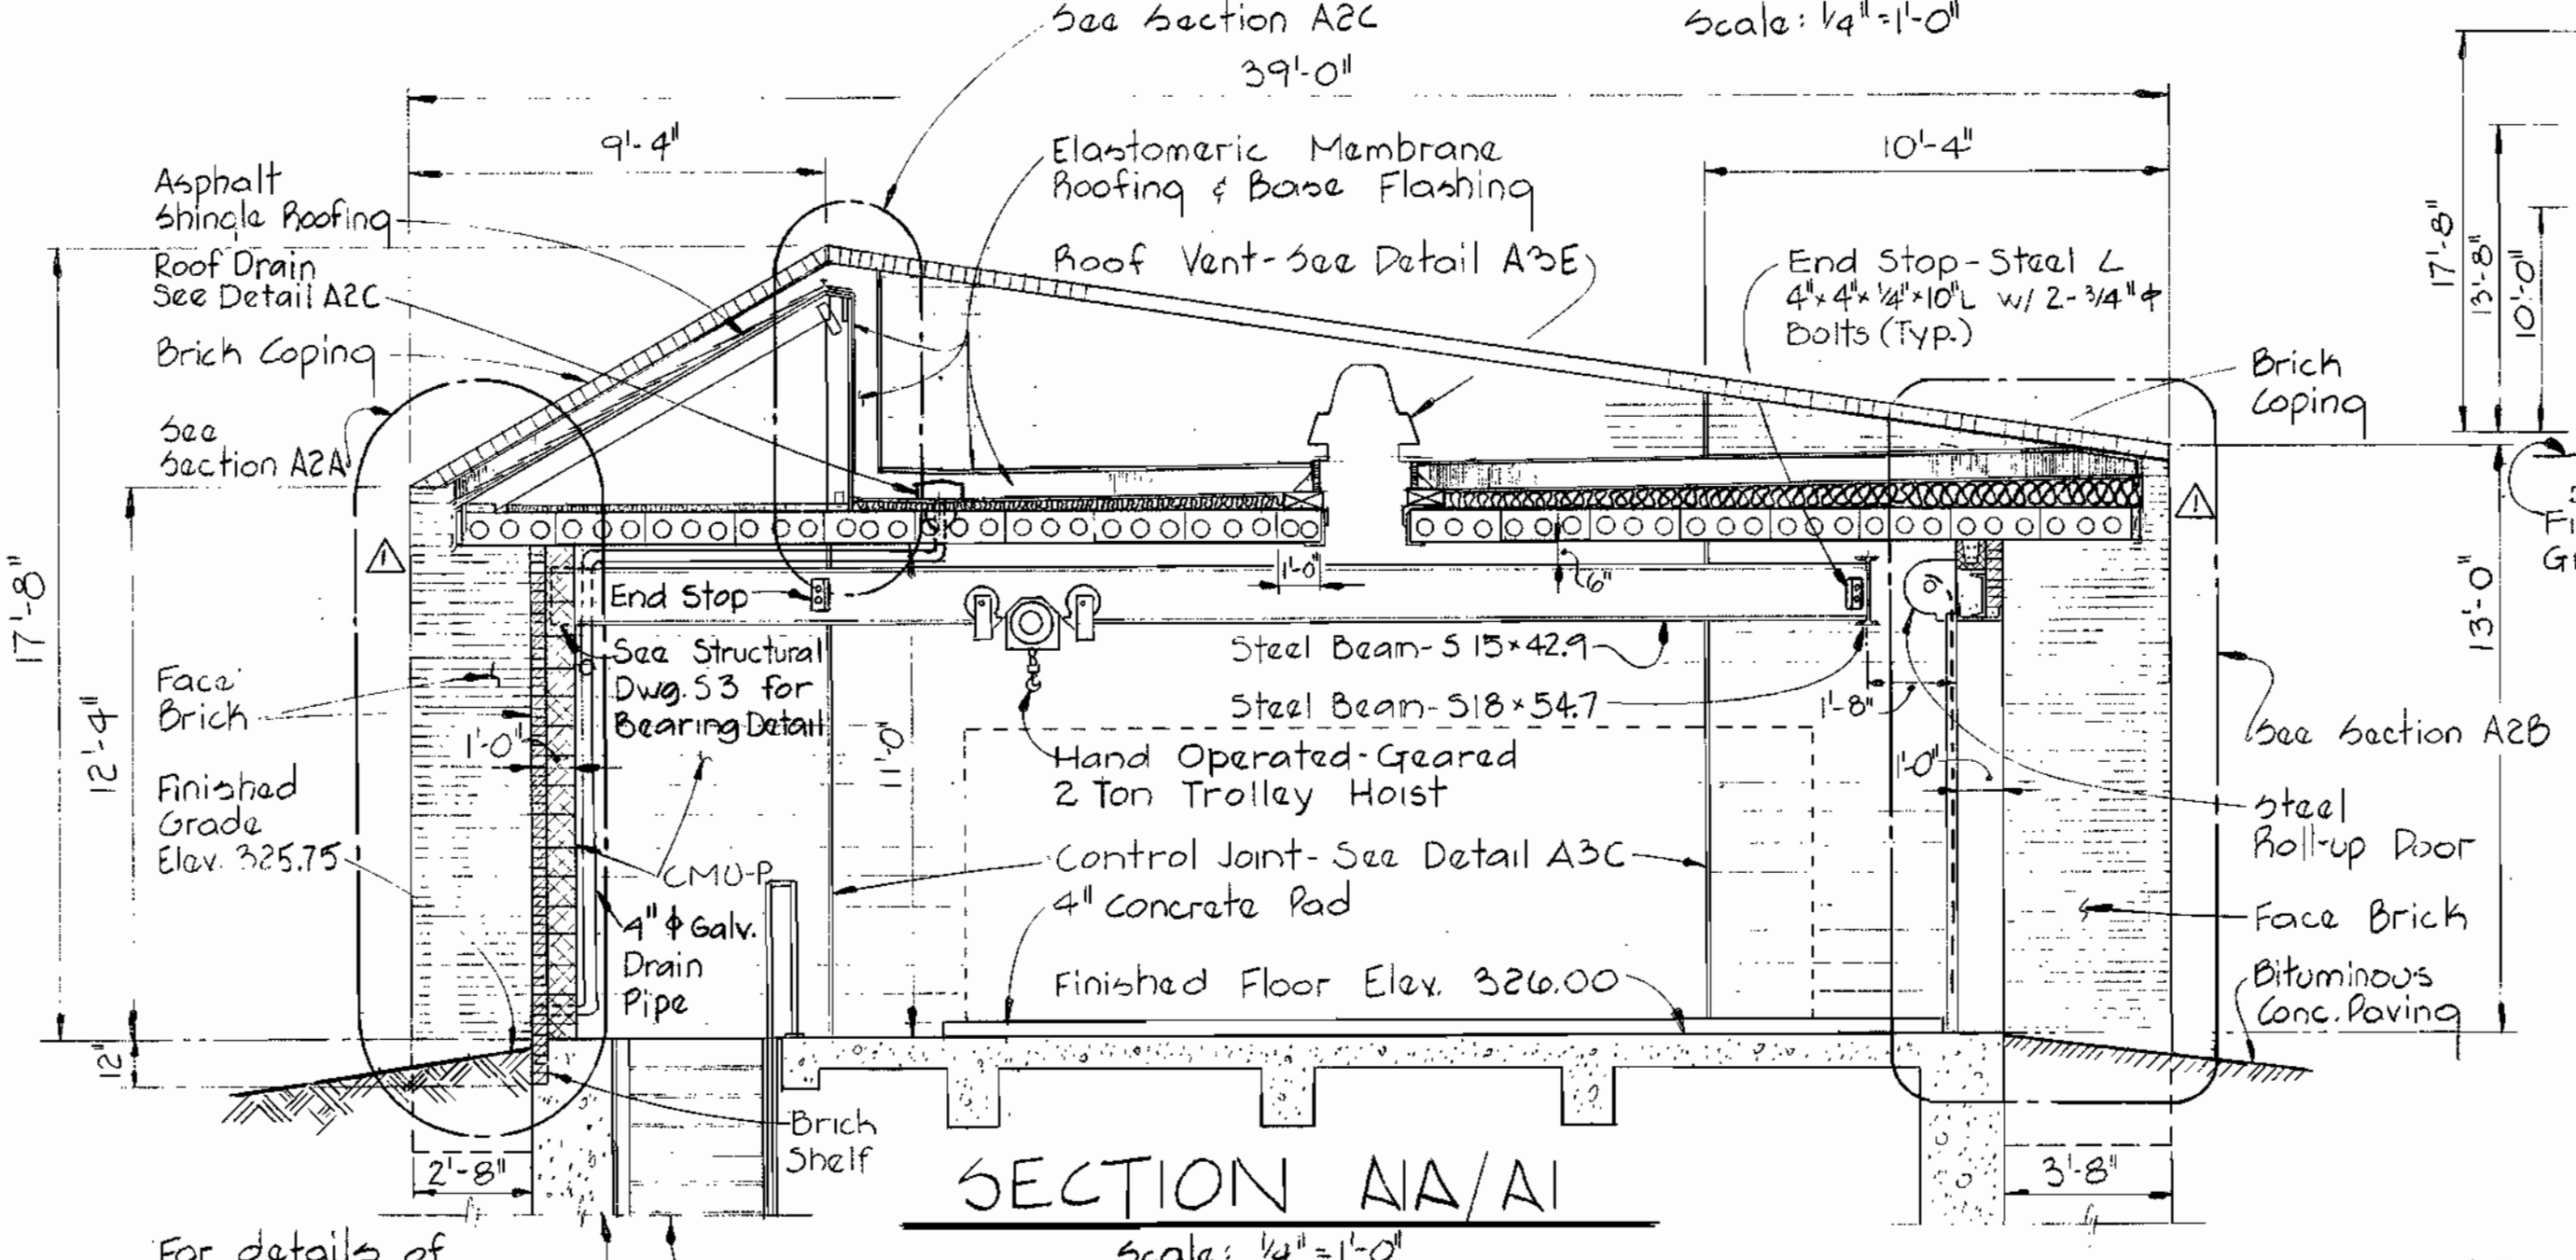 See Section A2C
Scale: 1/4"=1'-0"
39'-0"
9'-4"
10'-4"
Asphalt
Shingle Roofing
Roof Drain
See Detail A2C
Brick Coping
See
Section A2A
Elastomeric Membrane
Roofing & Base Flashing
Roof Vent-See Detail A3E
End Stop-Steel L
4"x4"x1/4"x10"L w/ 2-3/4"ϕ
Bolts (Typ.)
17'-8"
13'-8"
10'-0"
Brick
Coping
17'-8"
12'-4"
12"
End Stop
1'-0"
6"
See Structural
Dwg. S3 for
Bearing Detail
Steel Beam-S 15×42.9
Steel Beam-S18×54.7
1'-8"
13'-0"
Face
Brick
1'-0"
11'-0"
Hand Operated-Geared
2 Ton Trolley Hoist
1'-0"
See Section A2B
Steel
Roll-up Door
Finished
Grade
Elev. 325.75
CMU-P
4" ϕ Galv.
Drain
Pipe
Control Joint-See Detail A3C
4" Concrete Pad
Finished Floor Elev. 326.00
Face Brick
Bituminous
Conc. Paving
Brick
Shelf
2'-8"
3'-8"
SECTION A1A/A1
Scale: 1/4"=1'-0"
For details of